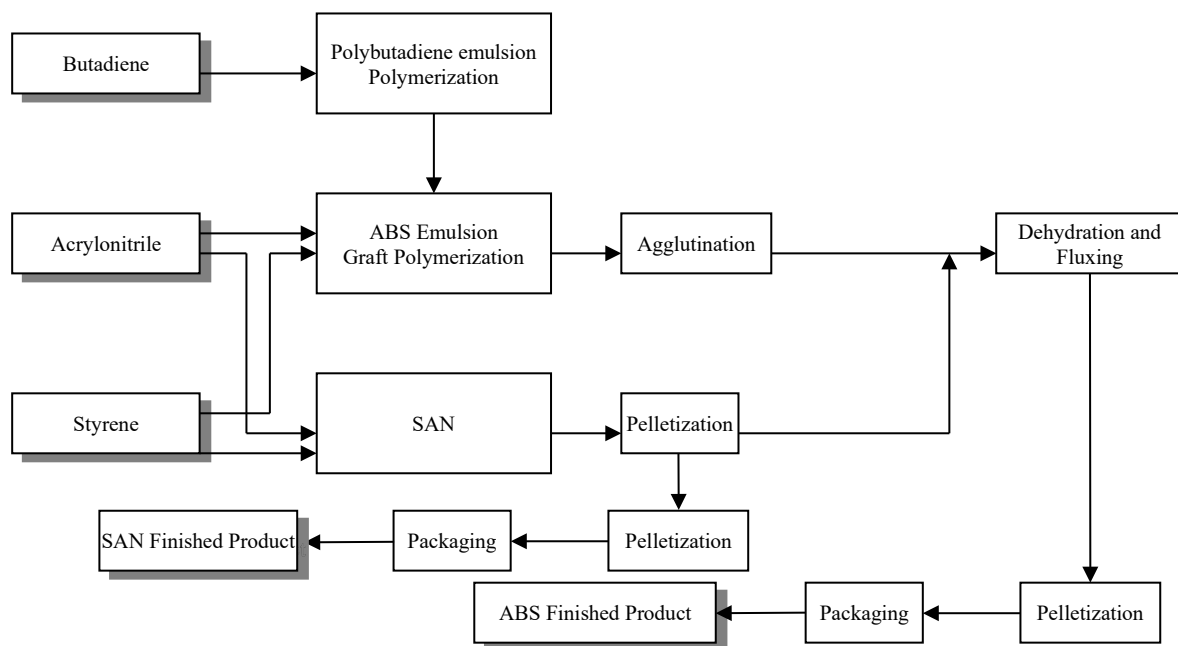 Butadiene
Polybutadiene emulsion
Polymerization
Acrylonitrile
ABS Emulsion
Graft Polymerization
Agglutination
Dehydration and
Fluxing
Styrene
SAN
Pelletization
SAN Finished Product
Packaging
Pelletization
ABS Finished Product
Packaging
Pelletization